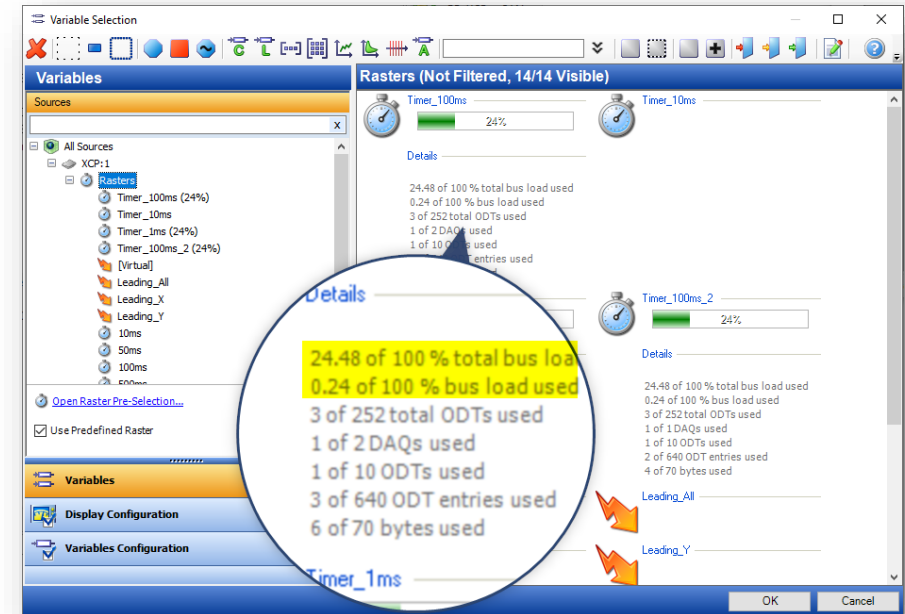 Variable Selection
Variables
Sources
x
All Sources
XCP:1
Rasters
Timer_100ms (24%)
Timer_10ms
Timer_1ms (24%)
Timer_100ms_2 (24%)
[Virtual]
Leading_All
Leading_X
Leading_Y
10ms
50ms
100ms
500ms
Open Raster Pre-Selection...
Use Predefined Raster
Variables
Display Configuration
Variables Configuration
Rasters (Not Filtered, 14/14 Visible)
Timer_100ms
24%
Details
24.48 of 100 % total bus load used
0.24 of 100 % bus load used
3 of 252 total ODTs used
1 of 2 DAQs used
1 of 10 ODTs used
entries used
Timer_10ms
Details
24.48 of 100 % total bus loa
0.24 of 100 % bus load used
3 of 252 total ODTs used
1 of 2 DAQs used
1 of 10 ODTs used
3 of 640 ODT entries used
6 of 70 bytes used
Timer_1ms
Timer_100ms_2
24%
Details
24.48 of 100 % total bus load used
0.24 of 100 % bus load used
3 of 252 total ODTs used
1 of 1 DAQs used
1 of 10 ODTs used
2 of 640 ODT entries used
4 of 70 bytes used
Leading_All
Leading_Y
OK
Cancel